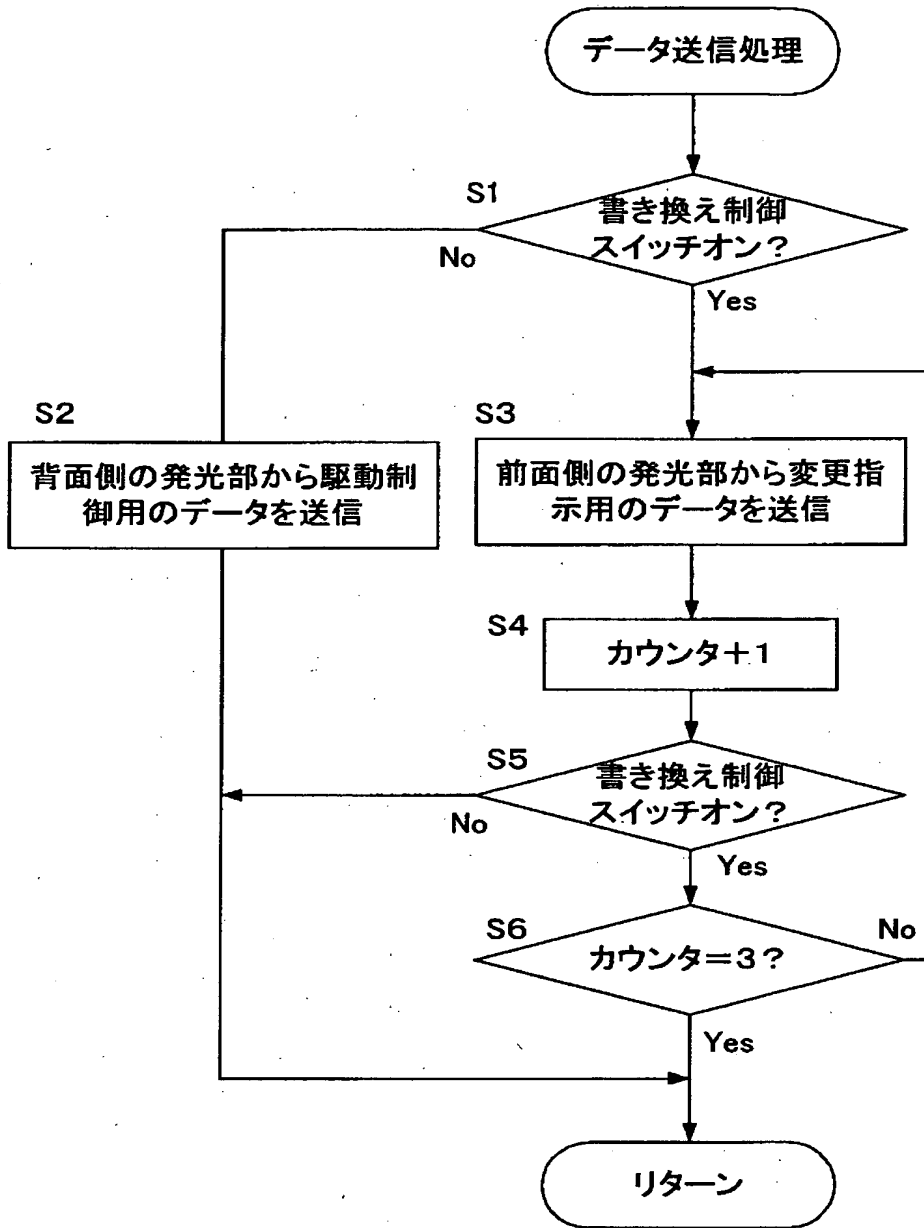 データ送信処理
S1
書き換え制御
スイッチオン？
No
Yes
S2
背面側の発光部から駆動制
御用のデータを送信
S3
前面側の発光部から変更指
示用のデータを送信
S4
カウンタ＋１
S5
書き換え制御
スイッチオン？
No
Yes
S6
カウンタ＝３？
No
Yes
リターン